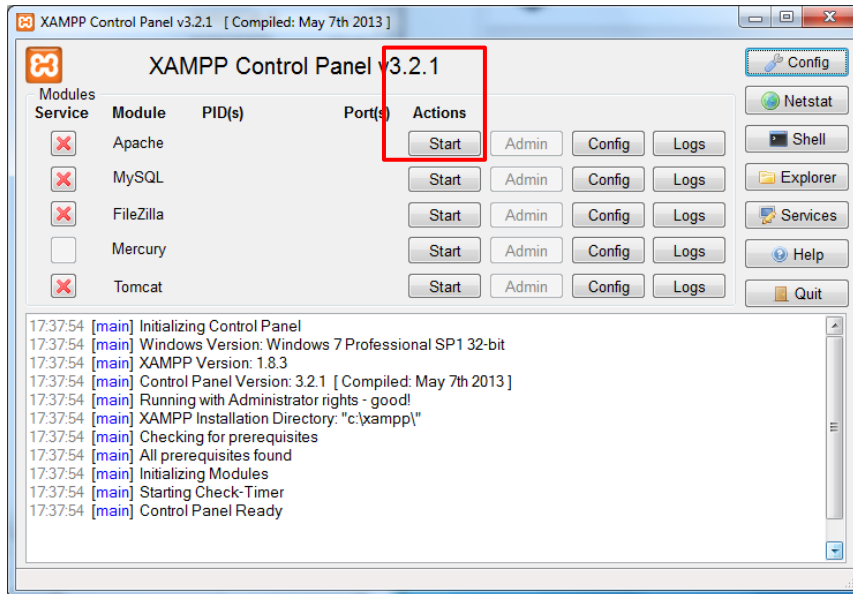 XAMPP Control Panel v3.2.1 [ Compiled: May 7th 2013 ]
XAMPP Control Panel v3.2.1
Config
Netstat
Shell
Explorer
Services
Help
Quit
Modules
Service Module PID(s) Port(s) Actions
Apache Start Admin Config Logs
MySQL Start Admin Config Logs
FileZilla Start Admin Config Logs
Mercury Start Admin Config Logs
Tomcat Start Admin Config Logs
17:37:54 [main] Initializing Control Panel
17:37:54 [main] Windows Version: Windows 7 Professional SP1 32-bit
17:37:54 [main] XAMPP Version: 1.8.3
17:37:54 [main] Control Panel Version: 3.2.1 [ Compiled: May 7th 2013 ]
17:37:54 [main] Running with Administrator rights - good!
17:37:54 [main] XAMPP Installation Directory: "c:\xampp\"
17:37:54 [main] Checking for prerequisites
17:37:54 [main] All prerequisites found
17:37:54 [main] Initializing Modules
17:37:54 [main] Starting Check-Timer
17:37:54 [main] Control Panel Ready